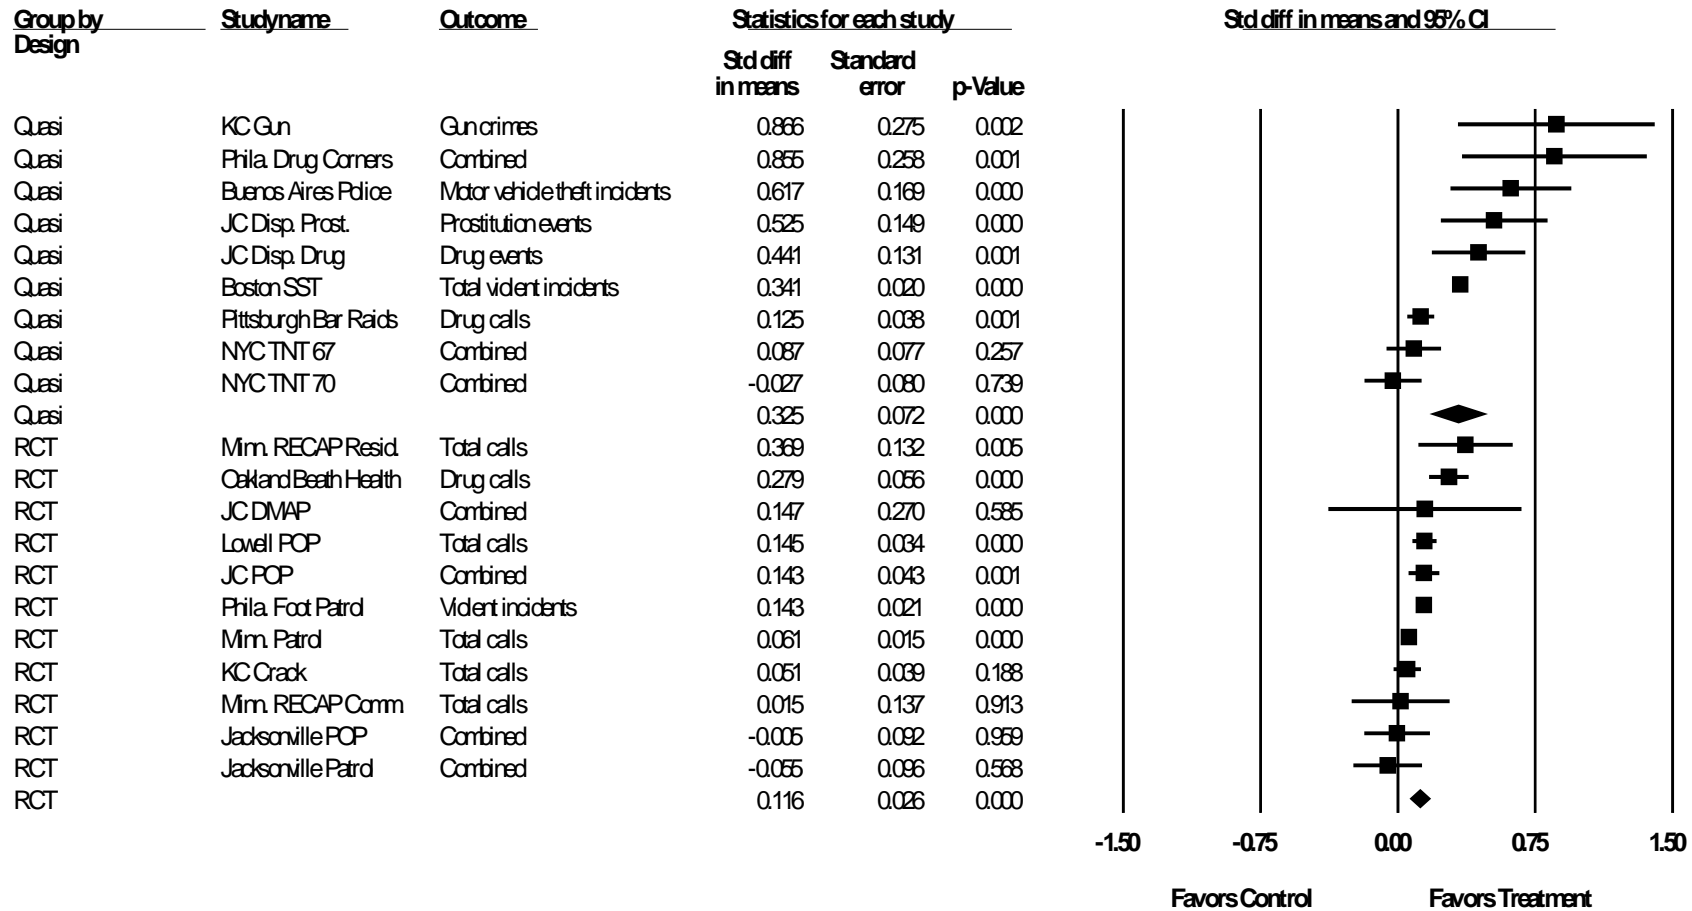 Group by Studyname Outcome Statistics for each study Std diff in means and 95% CI
Design
Std diff Standard
in means error p-Value
Quasi KC Gun Gun crimes 0.866 0.275 0.002
Quasi Phila. Drug Corners Combined 0.855 0.258 0.001
Quasi Buenos Aires Police Motor vehicle theft incidents 0.617 0.169 0.000
Quasi JC Disp. Prost. Prostitution events 0.525 0.149 0.000
Quasi JC Disp. Drug Drug events 0.441 0.131 0.001
Quasi Boston SST Total violent incidents 0.341 0.020 0.000
Quasi Pittsburgh Bar Raids Drug calls 0.125 0.038 0.001
Quasi NYC TNT 67 Combined 0.087 0.077 0.257
Quasi NYC TNT 70 Combined -0.027 0.080 0.739
Quasi 0.325 0.072 0.000
RCT Minn. RECAP Resid. Total calls 0.369 0.132 0.005
RCT Oakland Beath Health Drug calls 0.279 0.056 0.000
RCT JC DMAP Combined 0.147 0.270 0.585
RCT Lowell POP Total calls 0.145 0.034 0.000
RCT JC POP Combined 0.143 0.043 0.001
RCT Phila. Foot Patrol Violent incidents 0.143 0.021 0.000
RCT Minn. Patrol Total calls 0.061 0.015 0.000
RCT KC Crack Total calls 0.051 0.039 0.188
RCT Minn. RECAP Comm. Total calls 0.015 0.137 0.913
RCT Jacksonville POP Combined -0.005 0.092 0.959
RCT Jacksonville Patrol Combined -0.055 0.096 0.568
RCT 0.116 0.026 0.000
-1.50 -0.75 0.00 0.75 1.50
Favors Control Favors Treatment